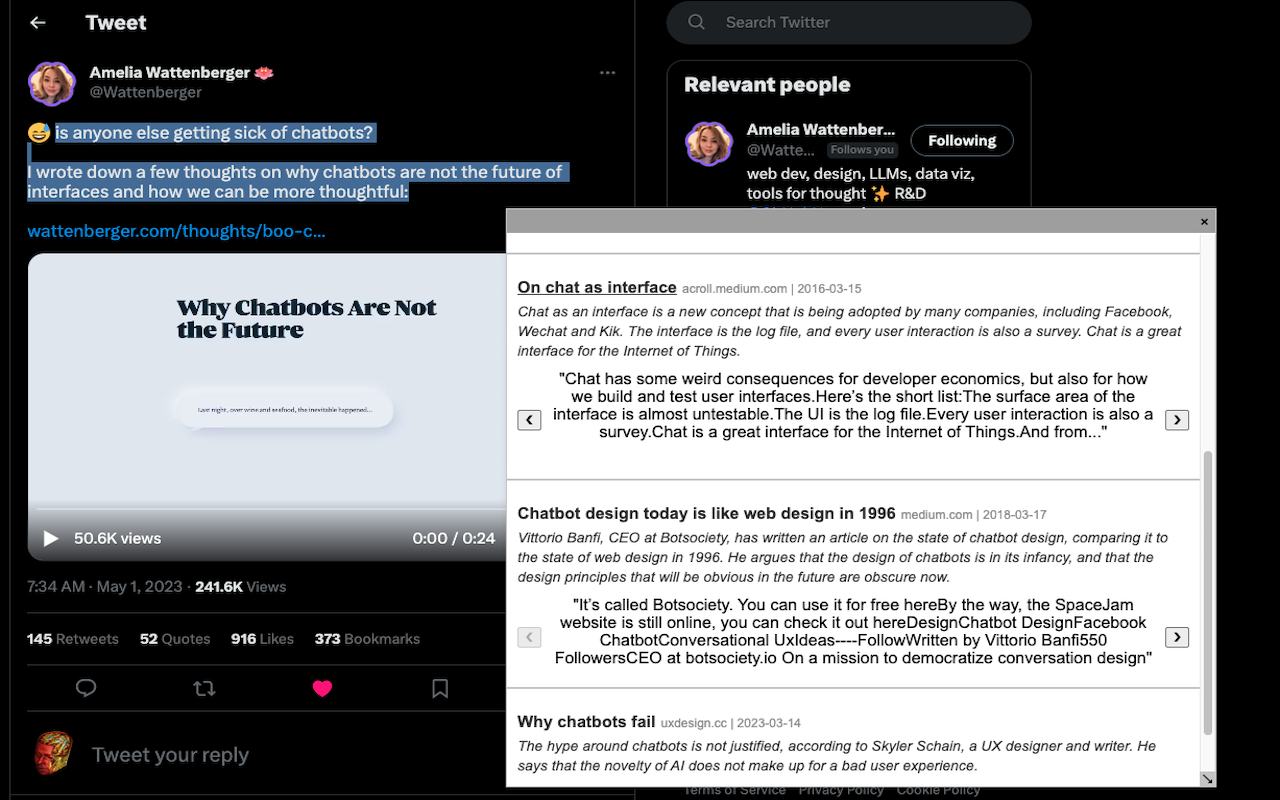 Tweet
Amelia Wattenberger 🪷
@Wattenberger
😅 is anyone else getting sick of chatbots?
I wrote down a few thoughts on why chatbots are not the future of
interfaces and how we can be more thoughtful:
wattenberger.com/thoughts/boo-c...
Why Chatbots Are Not
the Future
Last night, over wine and seafood, the inevitable happened...
50.6K views
0:00 / 0:24
7:34 AM · May 1, 2023 · 241.6K Views
145 Retweets 52 Quotes 916 Likes 373 Bookmarks
Tweet your reply
Search Twitter
Relevant people
Amelia Wattenber...
@Watte... Follows you
Following
web dev, design, LLMs, data viz,
tools for thought ✨ R&D
×
On chat as interface acroll.medium.com | 2016-03-15
Chat as an interface is a new concept that is being adopted by many companies, including Facebook,
Wechat and Kik. The interface is the log file, and every user interaction is also a survey. Chat is a great
interface for the Internet of Things.
"Chat has some weird consequences for developer economics, but also for how
we build and test user interfaces.Here's the short list:The surface area of the
interface is almost untestable.The UI is the log file.Every user interaction is also a
survey.Chat is a great interface for the Internet of Things.And from..."
Chatbot design today is like web design in 1996 medium.com | 2018-03-17
Vittorio Banfi, CEO at Botsociety, has written an article on the state of chatbot design, comparing it to
the state of web design in 1996. He argues that the design of chatbots is in its infancy, and that the
design principles that will be obvious in the future are obscure now.
"It's called Botsociety. You can use it for free hereBy the way, the SpaceJam
website is still online, you can check it out hereDesignChatbot DesignFacebook
ChatbotConversational UxIdeas----FollowWritten by Vittorio Banfi550
FollowersCEO at botsociety.io On a mission to democratize conversation design"
Why chatbots fail uxdesign.cc | 2023-03-14
The hype around chatbots is not justified, according to Skyler Schain, a UX designer and writer. He
says that the novelty of AI does not make up for a bad user experience.
Terms of Service Privacy Policy Cookie Policy